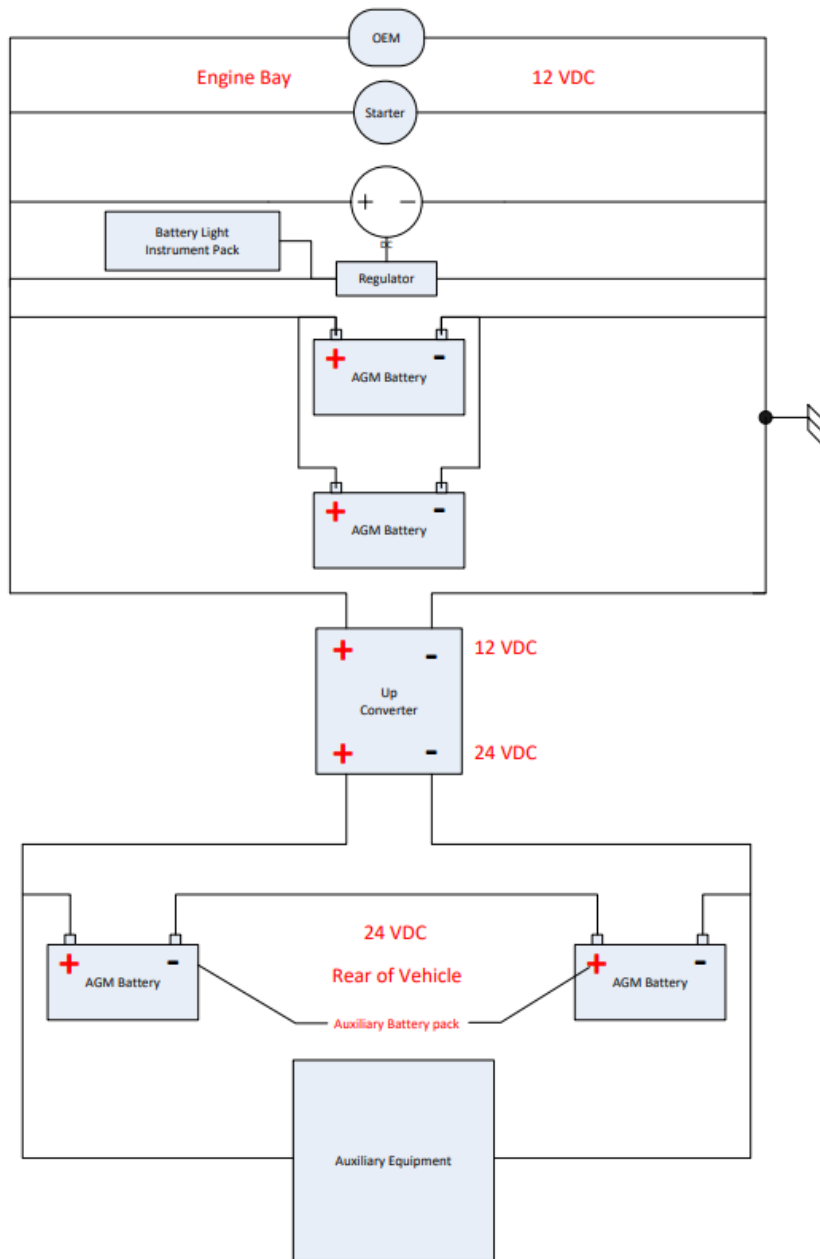 OEM
Engine Bay
12 VDC
Starter
+
−
DC
Battery Light
Instrument Pack
Regulator
+
-
AGM Battery
+
-
AGM Battery
+
-
12 VDC
Up
Converter
+
-
24 VDC
24 VDC
+
-
AGM Battery
+
-
AGM Battery
Rear of Vehicle
Auxiliary Battery pack
Auxiliary Equipment